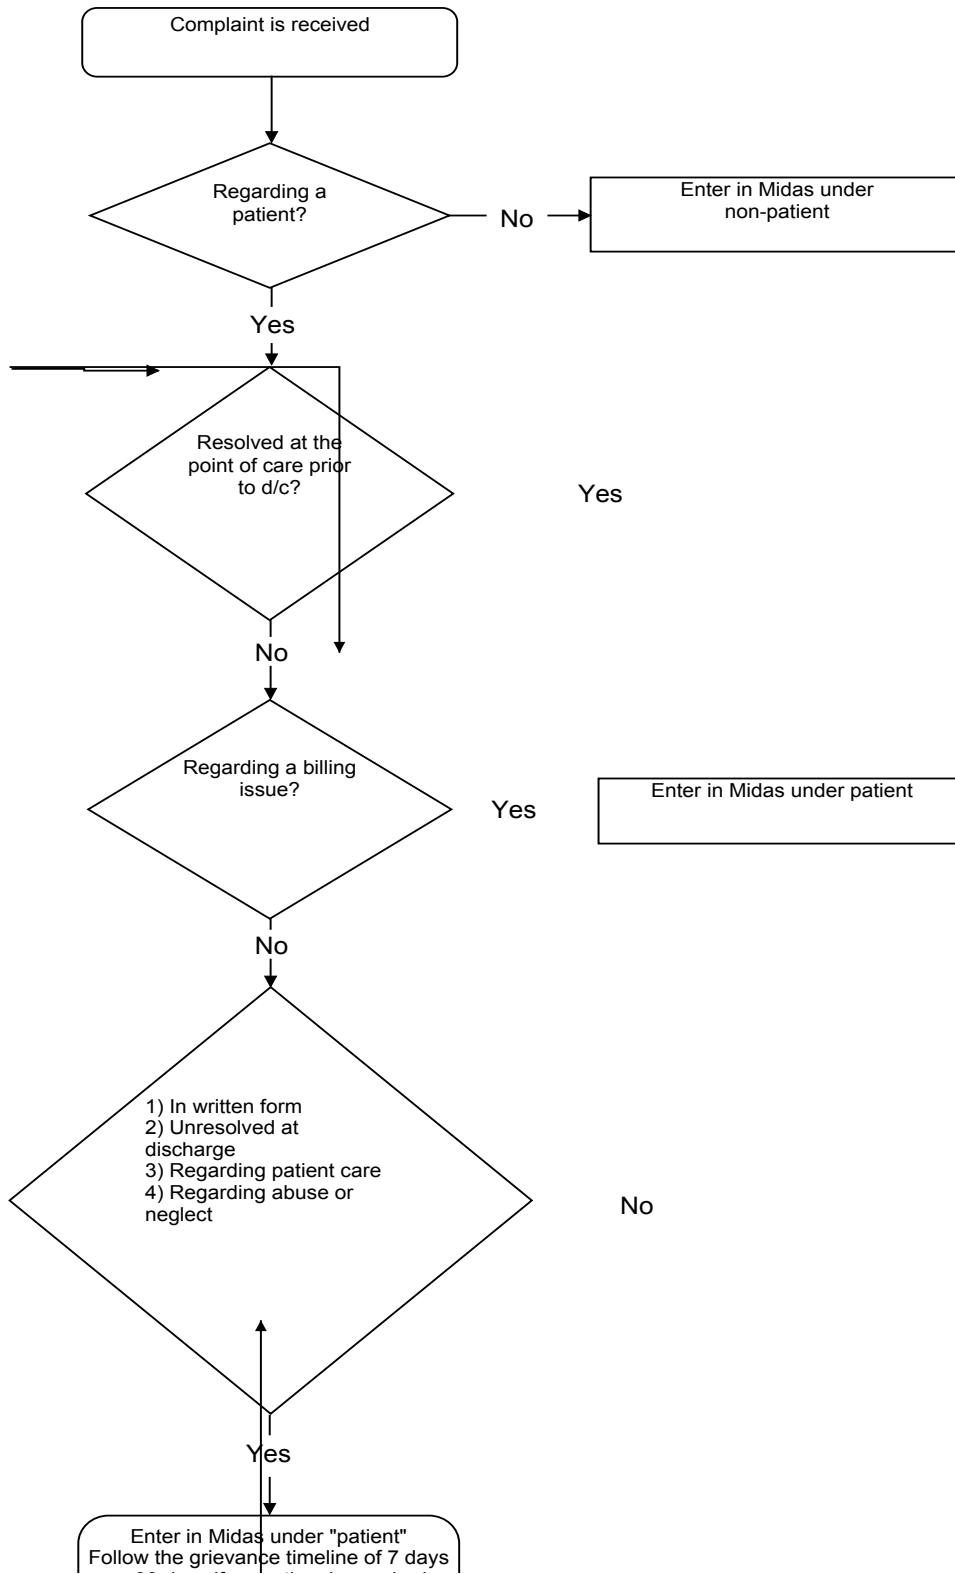 Complaint is received
Regarding a
patient?
No
Enter in Midas under
non-patient
Yes
Resolved at the
point of care prior
to d/c?
Yes
No
Regarding a billing
issue?
Yes
Enter in Midas under patient
No
1) In written form
2) Unresolved at
discharge
3) Regarding patient care
4) Regarding abuse or
neglect
No
Yes
Enter in Midas under "patient"
Follow the grievance timeline of 7 days